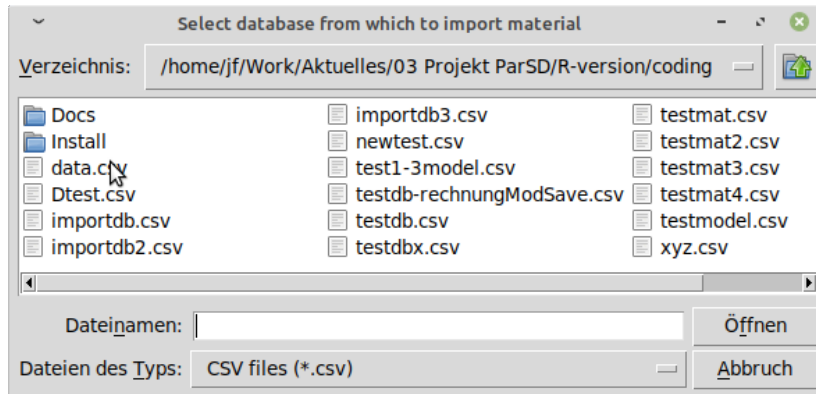 Select database from which to import material
Verzeichnis: /home/jf/Work/Aktuelles/03 Projekt ParSD/R-version/coding
Docs
Install
data.csv
Dtest.csv
importdb.csv
importdb2.csv
importdb3.csv
newtest.csv
test1-3model.csv
testdb-rechnungModSave.csv
testdb.csv
testdbx.csv
testmat.csv
testmat2.csv
testmat3.csv
testmat4.csv
testmodel.csv
xyz.csv
Dateinamen: Öffnen
Dateien des Typs: CSV files (*.csv) Abbruch